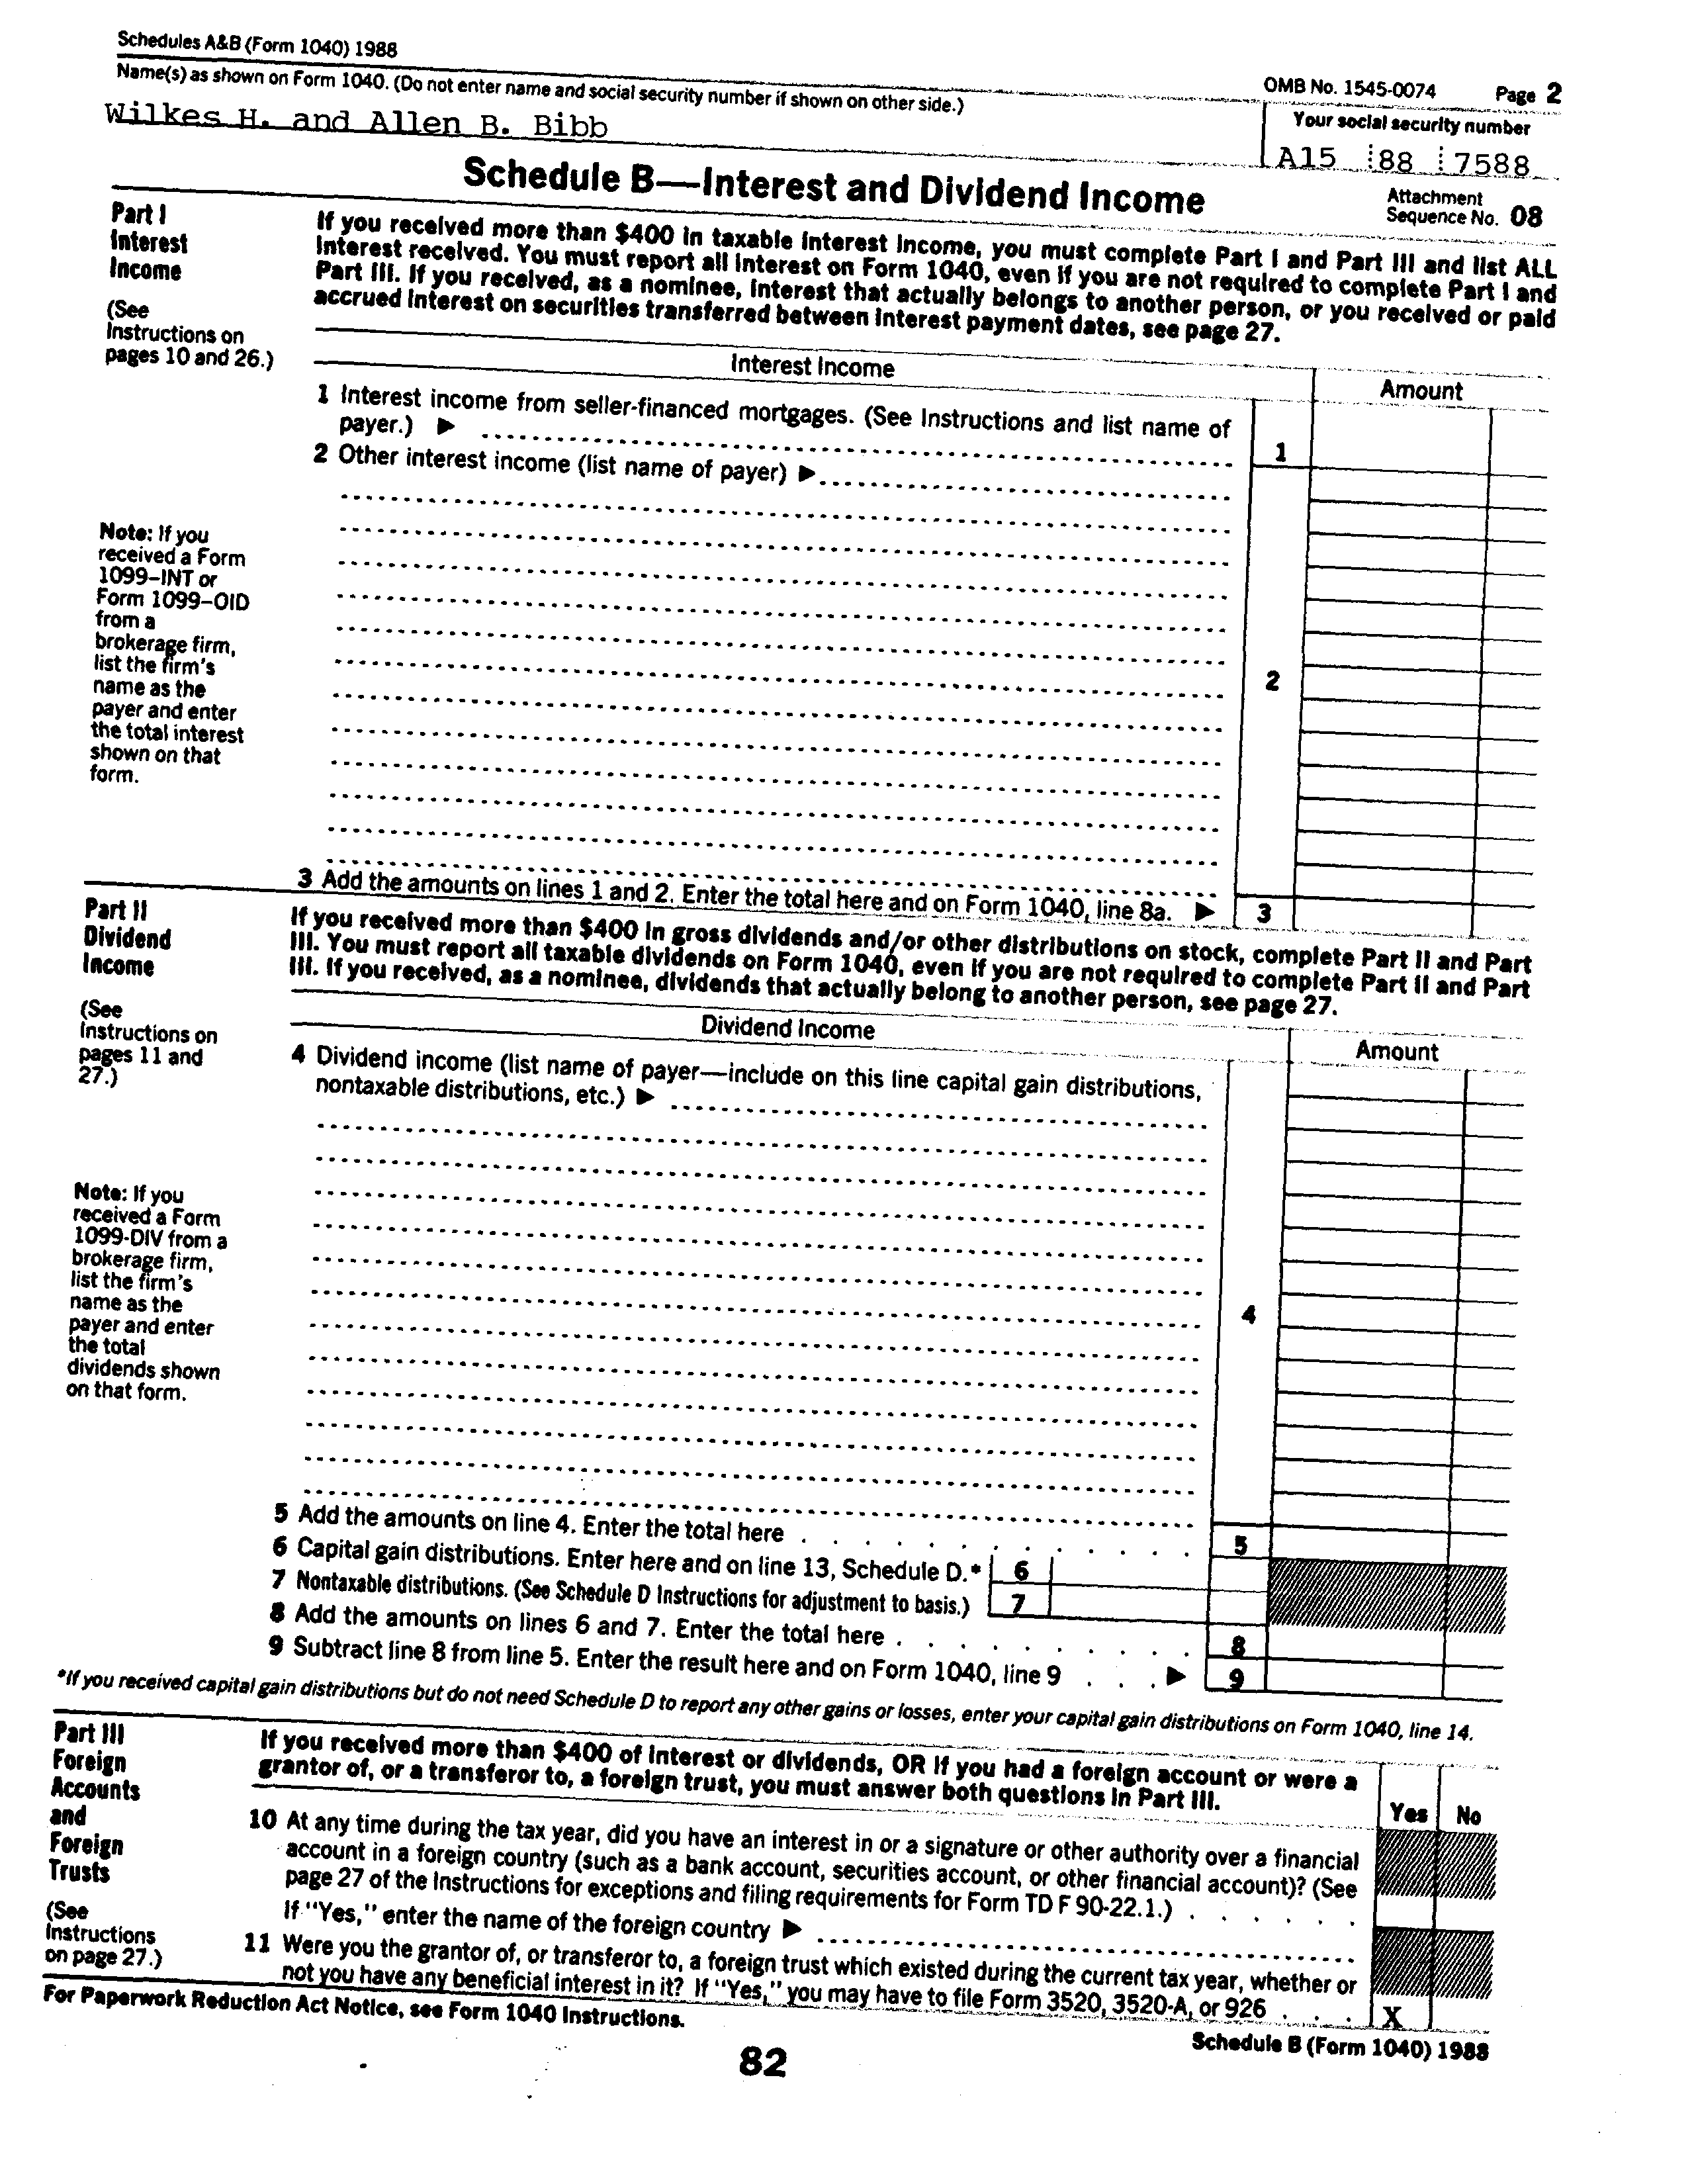 Schedules A&B (Form 1040) 1988
OMB No. 1545-0074 Page 2
Name(s) as shown on Form 1040. (Do not enter name and social security number if shown on other side.)
Your social security number
Wilkes H. and Allen B. Bibb
A15 88 7588
Schedule B—Interest and Dividend Income
Attachment
Sequence No. 08
Part I
Interest
Income
(See
Instructions on
pages 10 and 26.)
If you received more than $400 in taxable interest income, you must complete Part I and Part III and list ALL
interest received. You must report all interest on Form 1040, even if you are not required to complete Part I and
Part III. If you received, as a nominee, interest that actually belongs to another person, or you received or paid
accrued interest on securities transferred between interest payment dates, see page 27.
Interest Income
Amount
1 Interest income from seller-financed mortgages. (See Instructions and list name of
payer.) ▶
1
2 Other interest income (list name of payer) ▶
Note: If you
received a Form
1099–INT or
Form 1099–OID
from a
brokerage firm,
list the firm's
name as the
payer and enter
the total interest
shown on that
form.
2
3 Add the amounts on lines 1 and 2. Enter the total here and on Form 1040, line 8a. ▶ 3
Part II
Dividend
Income
(See
Instructions on
pages 11 and
27.)
If you received more than $400 in gross dividends and/or other distributions on stock, complete Part II and Part
III. You must report all taxable dividends on Form 1040, even if you are not required to complete Part II and Part
III. If you received, as a nominee, dividends that actually belong to another person, see page 27.
Dividend Income
Amount
4 Dividend income (list name of payer—include on this line capital gain distributions,
nontaxable distributions, etc.) ▶
Note: If you
received a Form
1099-DIV from a
brokerage firm,
list the firm's
name as the
payer and enter
the total
dividends shown
on that form.
4
5 Add the amounts on line 4. Enter the total here . . . . . . . . . . . . 5
6 Capital gain distributions. Enter here and on line 13, Schedule D.* 6
7 Nontaxable distributions. (See Schedule D Instructions for adjustment to basis.) 7
8 Add the amounts on lines 6 and 7. Enter the total here . . . . . . . . . . 8
9 Subtract line 8 from line 5. Enter the result here and on Form 1040, line 9 . . . ▶ 9
*If you received capital gain distributions but do not need Schedule D to report any other gains or losses, enter your capital gain distributions on Form 1040, line 14.
Part III
Foreign
Accounts
and
Foreign
Trusts
(See
Instructions
on page 27.)
If you received more than $400 of interest or dividends, OR if you had a foreign account or were a
grantor of, or a transferor to, a foreign trust, you must answer both questions in Part III.
Yes No
10 At any time during the tax year, did you have an interest in or a signature or other authority over a financial
account in a foreign country (such as a bank account, securities account, or other financial account)? (See
page 27 of the Instructions for exceptions and filing requirements for Form TD F 90-22.1.) . . . . . .
If "Yes," enter the name of the foreign country ▶
11 Were you the grantor of, or transferor to, a foreign trust which existed during the current tax year, whether or
not you have any beneficial interest in it? If "Yes," you may have to file Form 3520, 3520-A, or 926 . . . X
For Paperwork Reduction Act Notice, see Form 1040 Instructions.
Schedule B (Form 1040) 1988
82